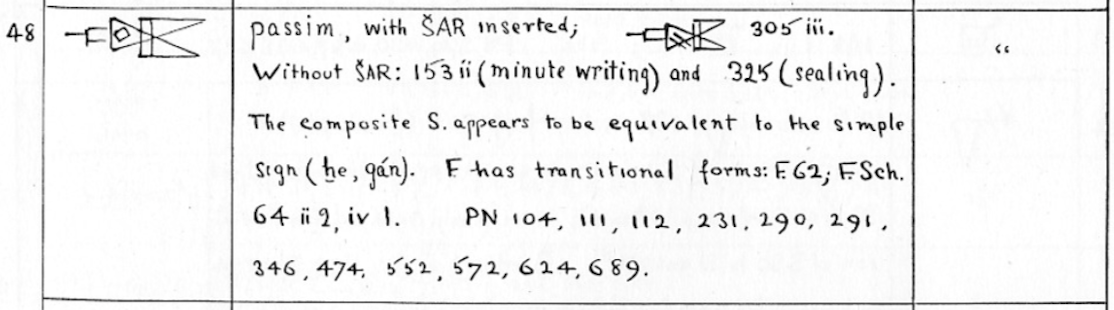 48 passim, with ŠAR inserted; 305 iii. “
Without ŠAR: 153 ii (minute writing) and 325 (sealing).
The composite S. appears to be equivalent to the simple
sign (ḫe, gán). F has transitional forms: F.62; F.Sch.
64 ii 2, iv 1. PN 104, 111, 112, 231, 290, 291,
346, 474, 552, 572, 624, 689.